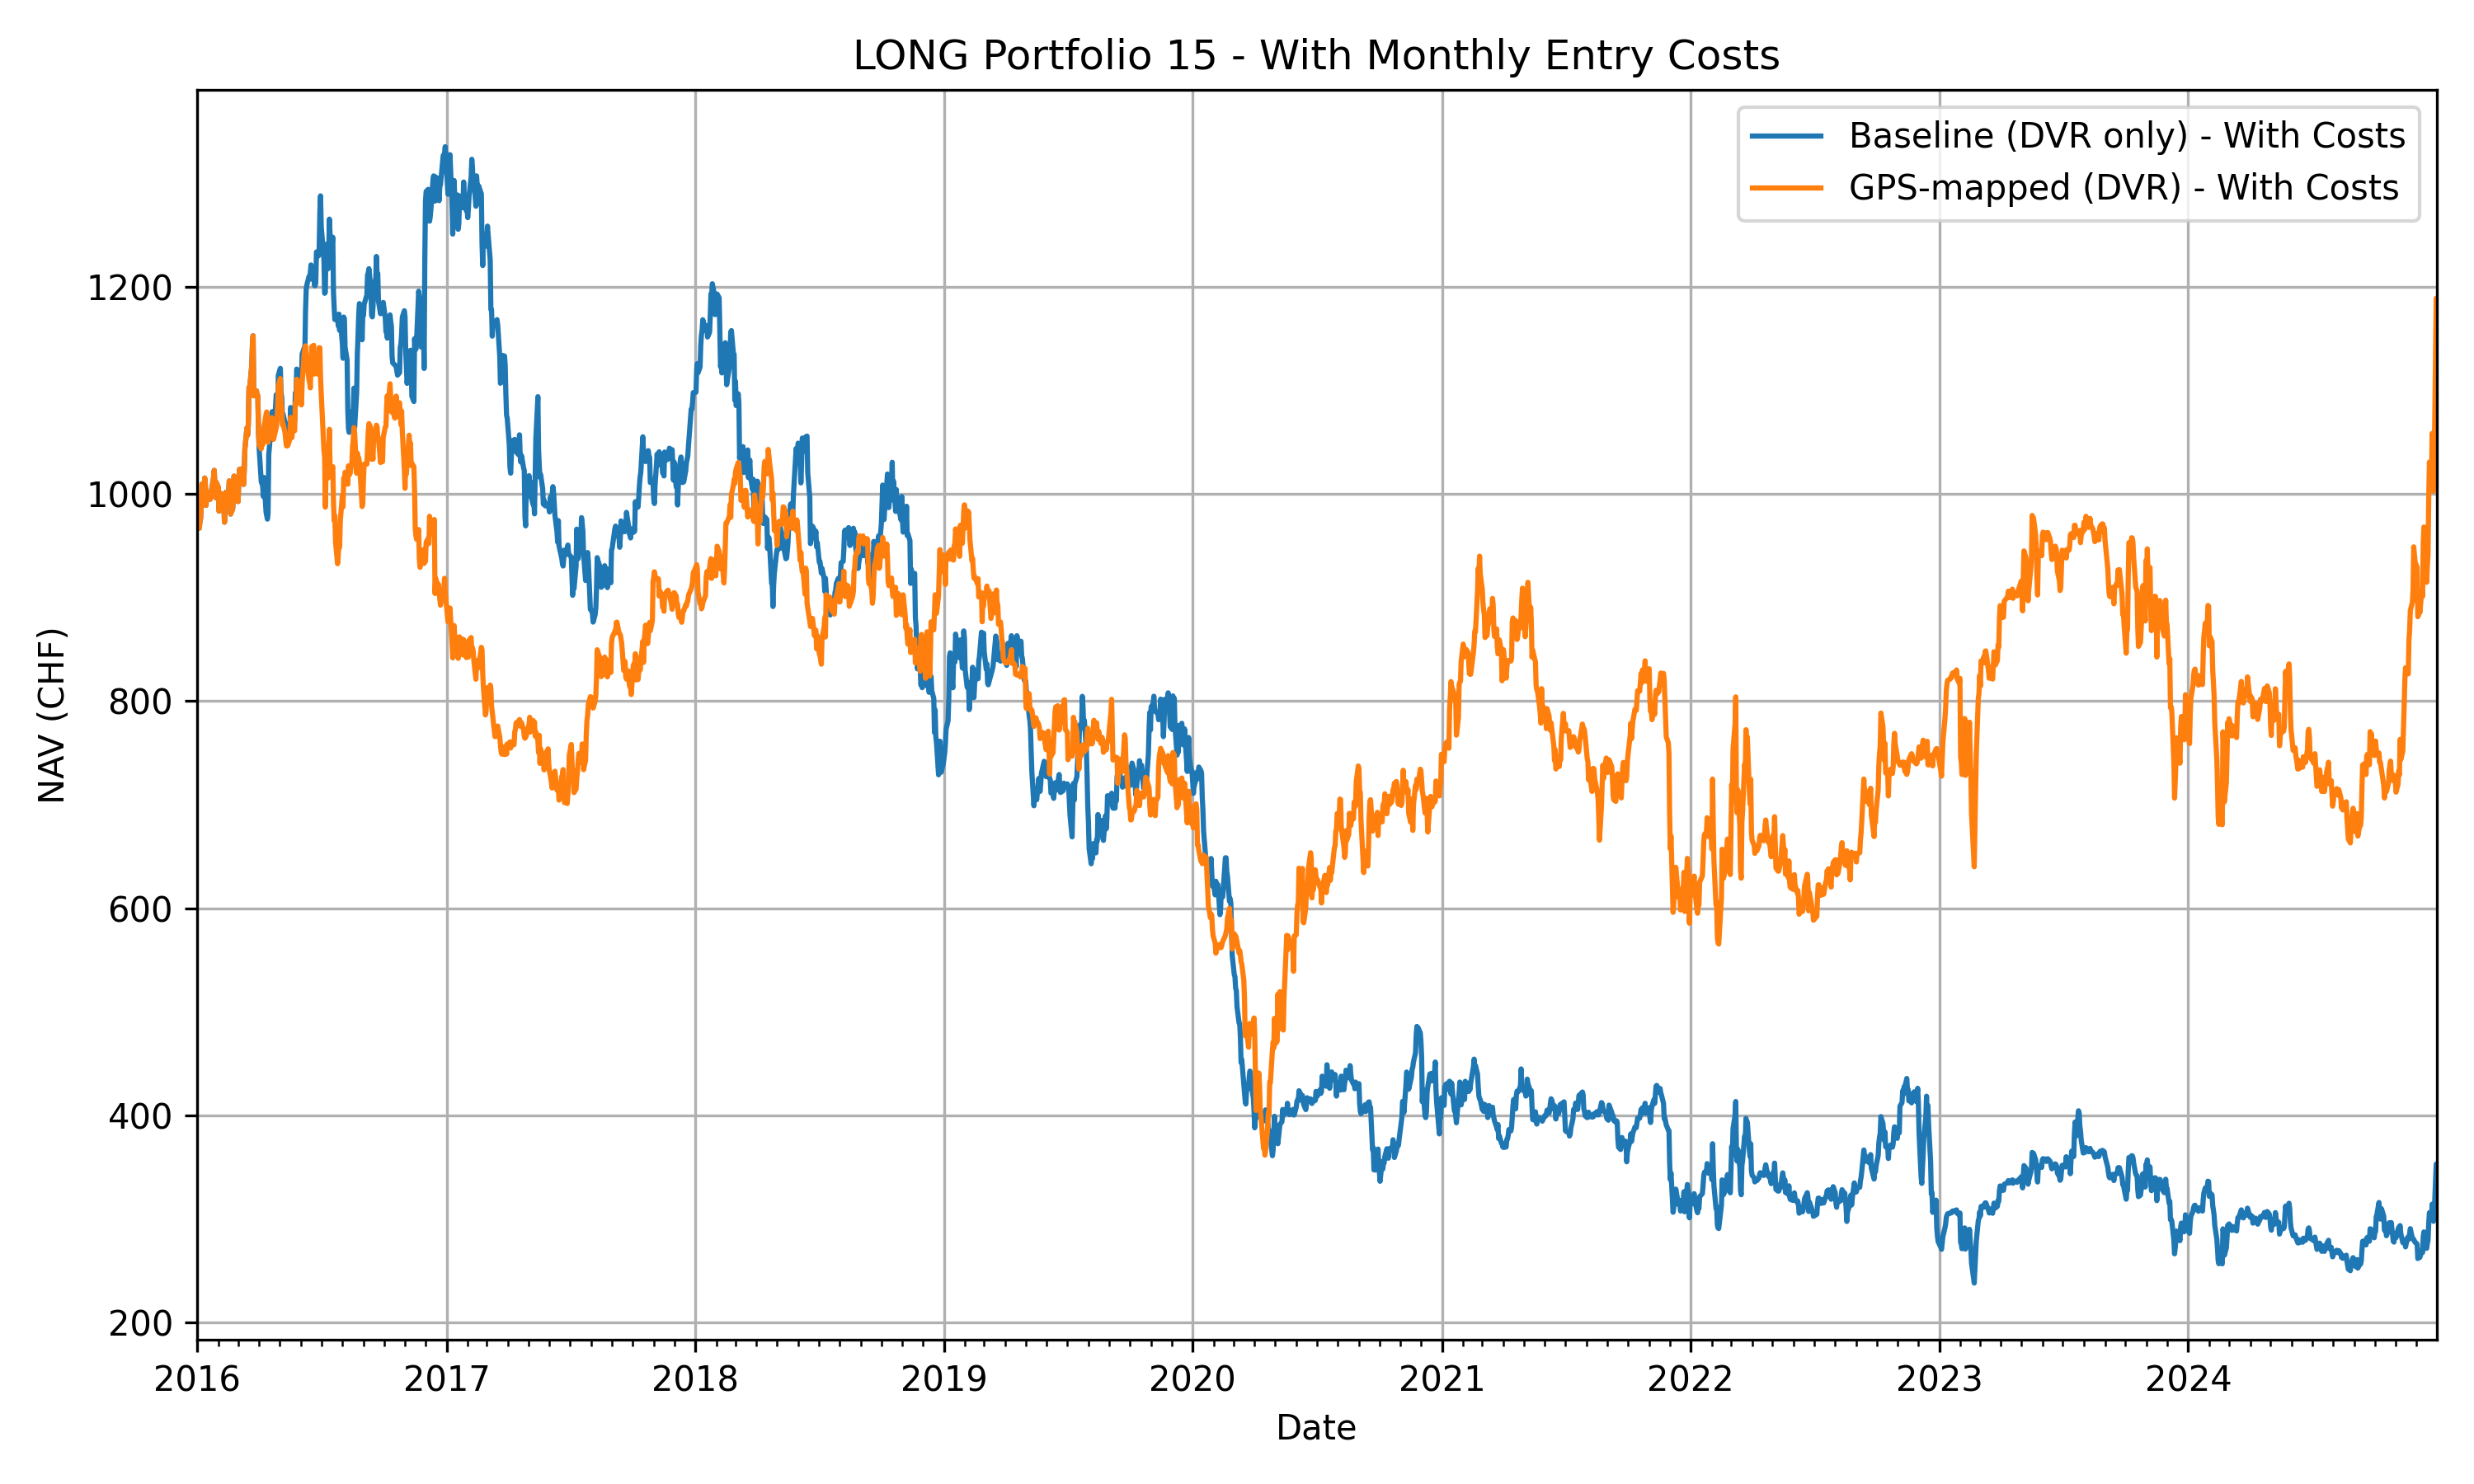 LONG Portfolio 15 - With Monthly Entry Costs
Baseline (DVR only) - With Costs
GPS-mapped (DVR) - With Costs
NAV (CHF)
1200
1000
800
600
400
200
2016 2017 2018 2019 2020 2021 2022 2023 2024
Date